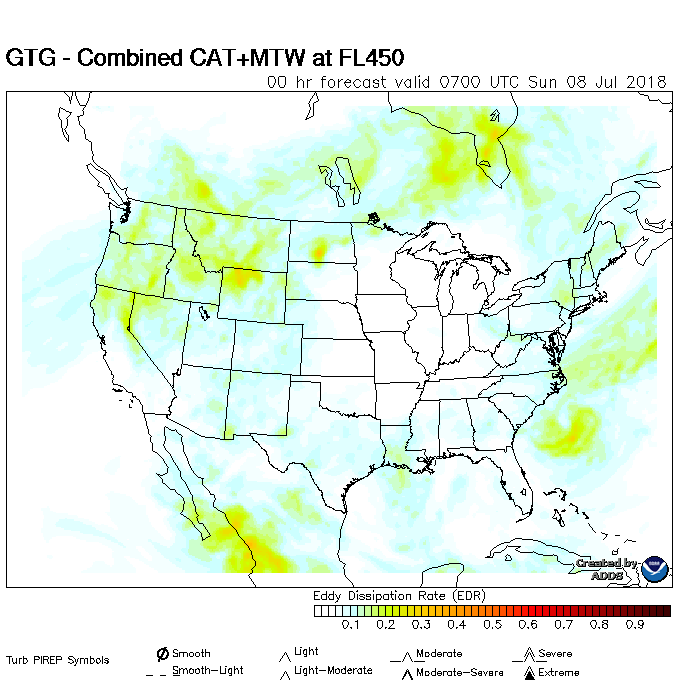 GTG - Combined CAT+MTW at FL450
00 hr forecast valid 0700 UTC Sun 08 Jul 2018
Created by
ADDS
Eddy Dissipation Rate (EDR)
0.1 0.2 0.3 0.4 0.5 0.6 0.7 0.8 0.9
Turb PIREP Symbols
Smooth Light Moderate Severe
Smooth-Light Light-Moderate Moderate-Severe Extreme